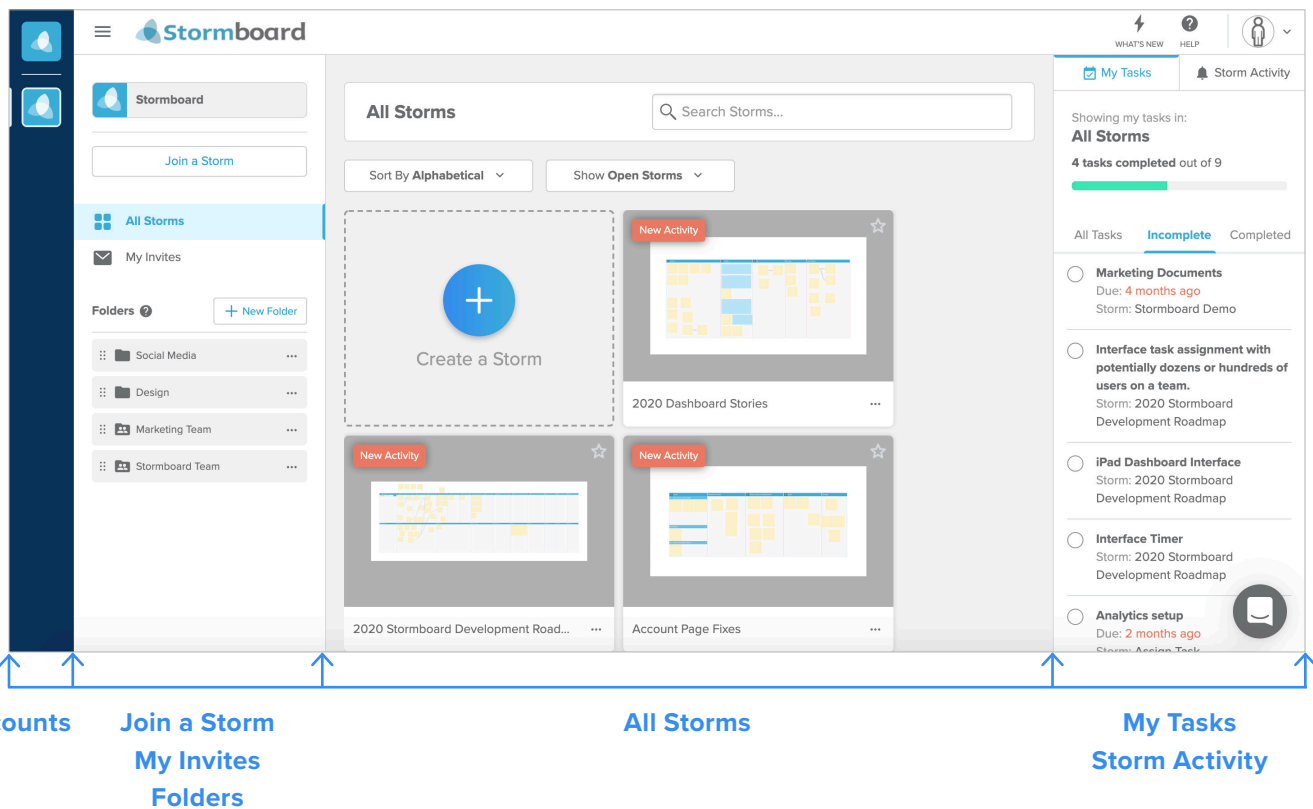 Stormboard
WHAT'S NEW
HELP
Stormboard
Join a Storm
All Storms
My Invites
Folders
+ New Folder
Social Media
Design
Marketing Team
Stormboard Team
All Storms
Search Storms...
Sort By Alphabetical
Show Open Storms
Create a Storm
New Activity
2020 Dashboard Stories
New Activity
2020 Stormboard Development Road...
New Activity
Account Page Fixes
My Tasks
Storm Activity
Showing my tasks in:
All Storms
4 tasks completed out of 9
All Tasks Incomplete Completed
Marketing Documents
Due: 4 months ago
Storm: Stormboard Demo
Interface task assignment with
potentially dozens or hundreds of
users on a team.
Storm: 2020 Stormboard
Development Roadmap
iPad Dashboard Interface
Storm: 2020 Stormboard
Development Roadmap
Interface Timer
Storm: 2020 Stormboard
Development Roadmap
Analytics setup
Due: 2 months ago
Storm: Assign Task
ounts
Join a Storm
My Invites
Folders
All Storms
My Tasks
Storm Activity